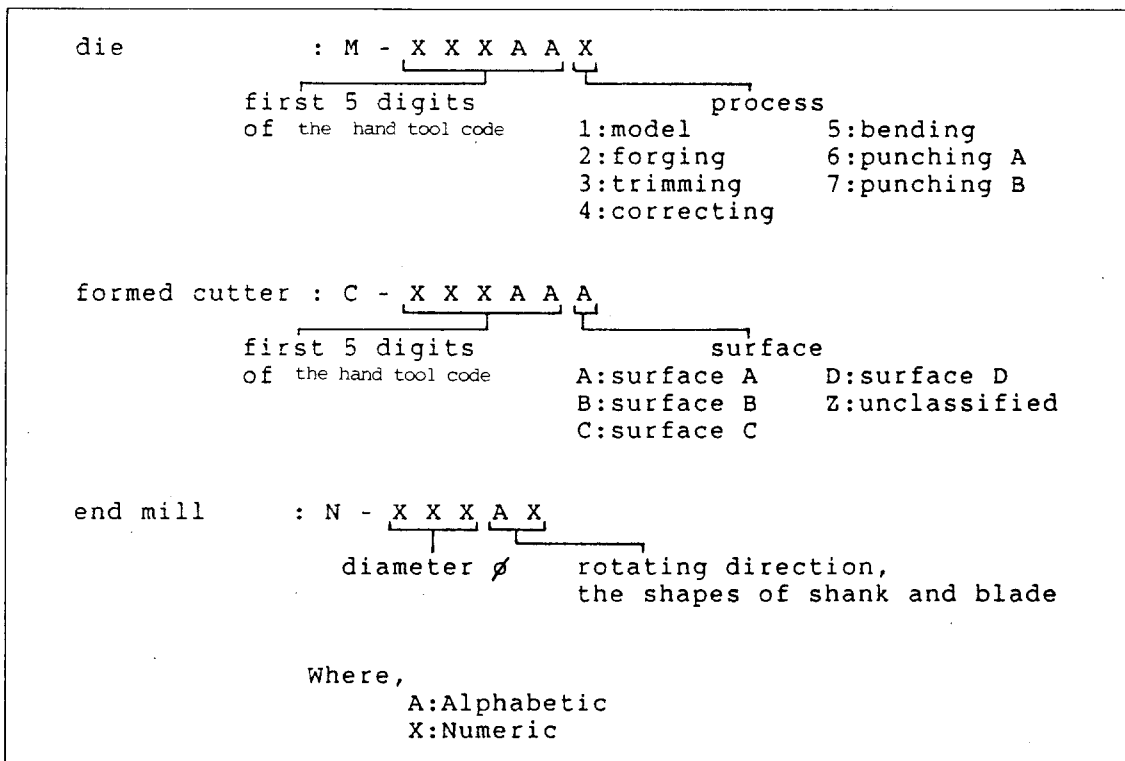 die : M - X X X A A X
first 5 digits process
of the hand tool code 1:model 5:bending
2:forging 6:punching A
3:trimming 7:punching B
4:correcting
formed cutter : C - X X X A A A
first 5 digits surface
of the hand tool code A:surface A D:surface D
B:surface B Z:unclassified
C:surface C
end mill : N - X X X A X
diameter ø rotating direction,
the shapes of shank and blade
Where,
A:Alphabetic
X:Numeric